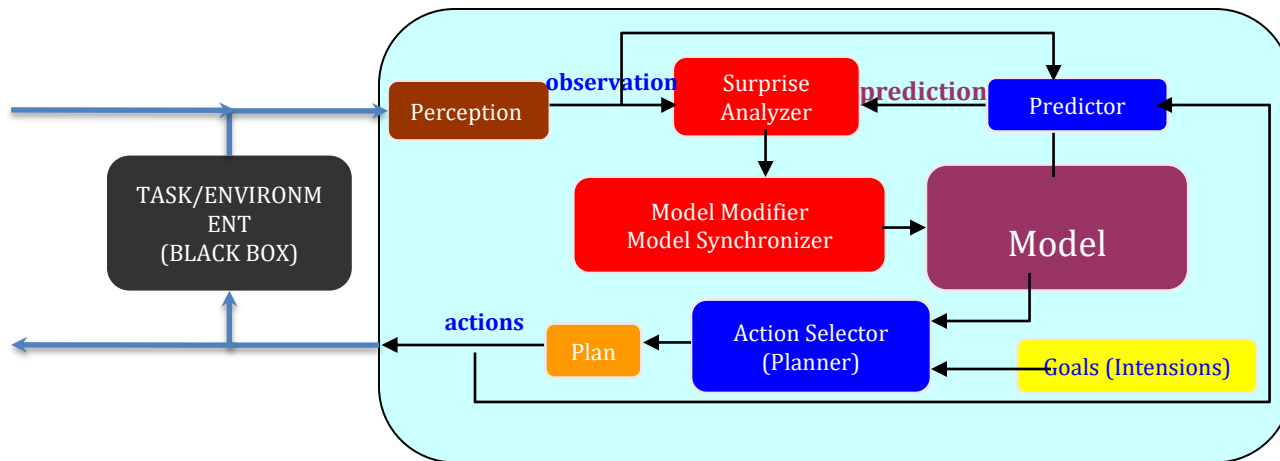 observation
Surprise
Analyzer
prediction
Predictor
Perception
TASK/ENVIRONM
ENT
(BLACK BOX)
Model Modifier
Model Synchronizer
Model
actions
Plan
Action Selector
(Planner)
Goals (Intensions)